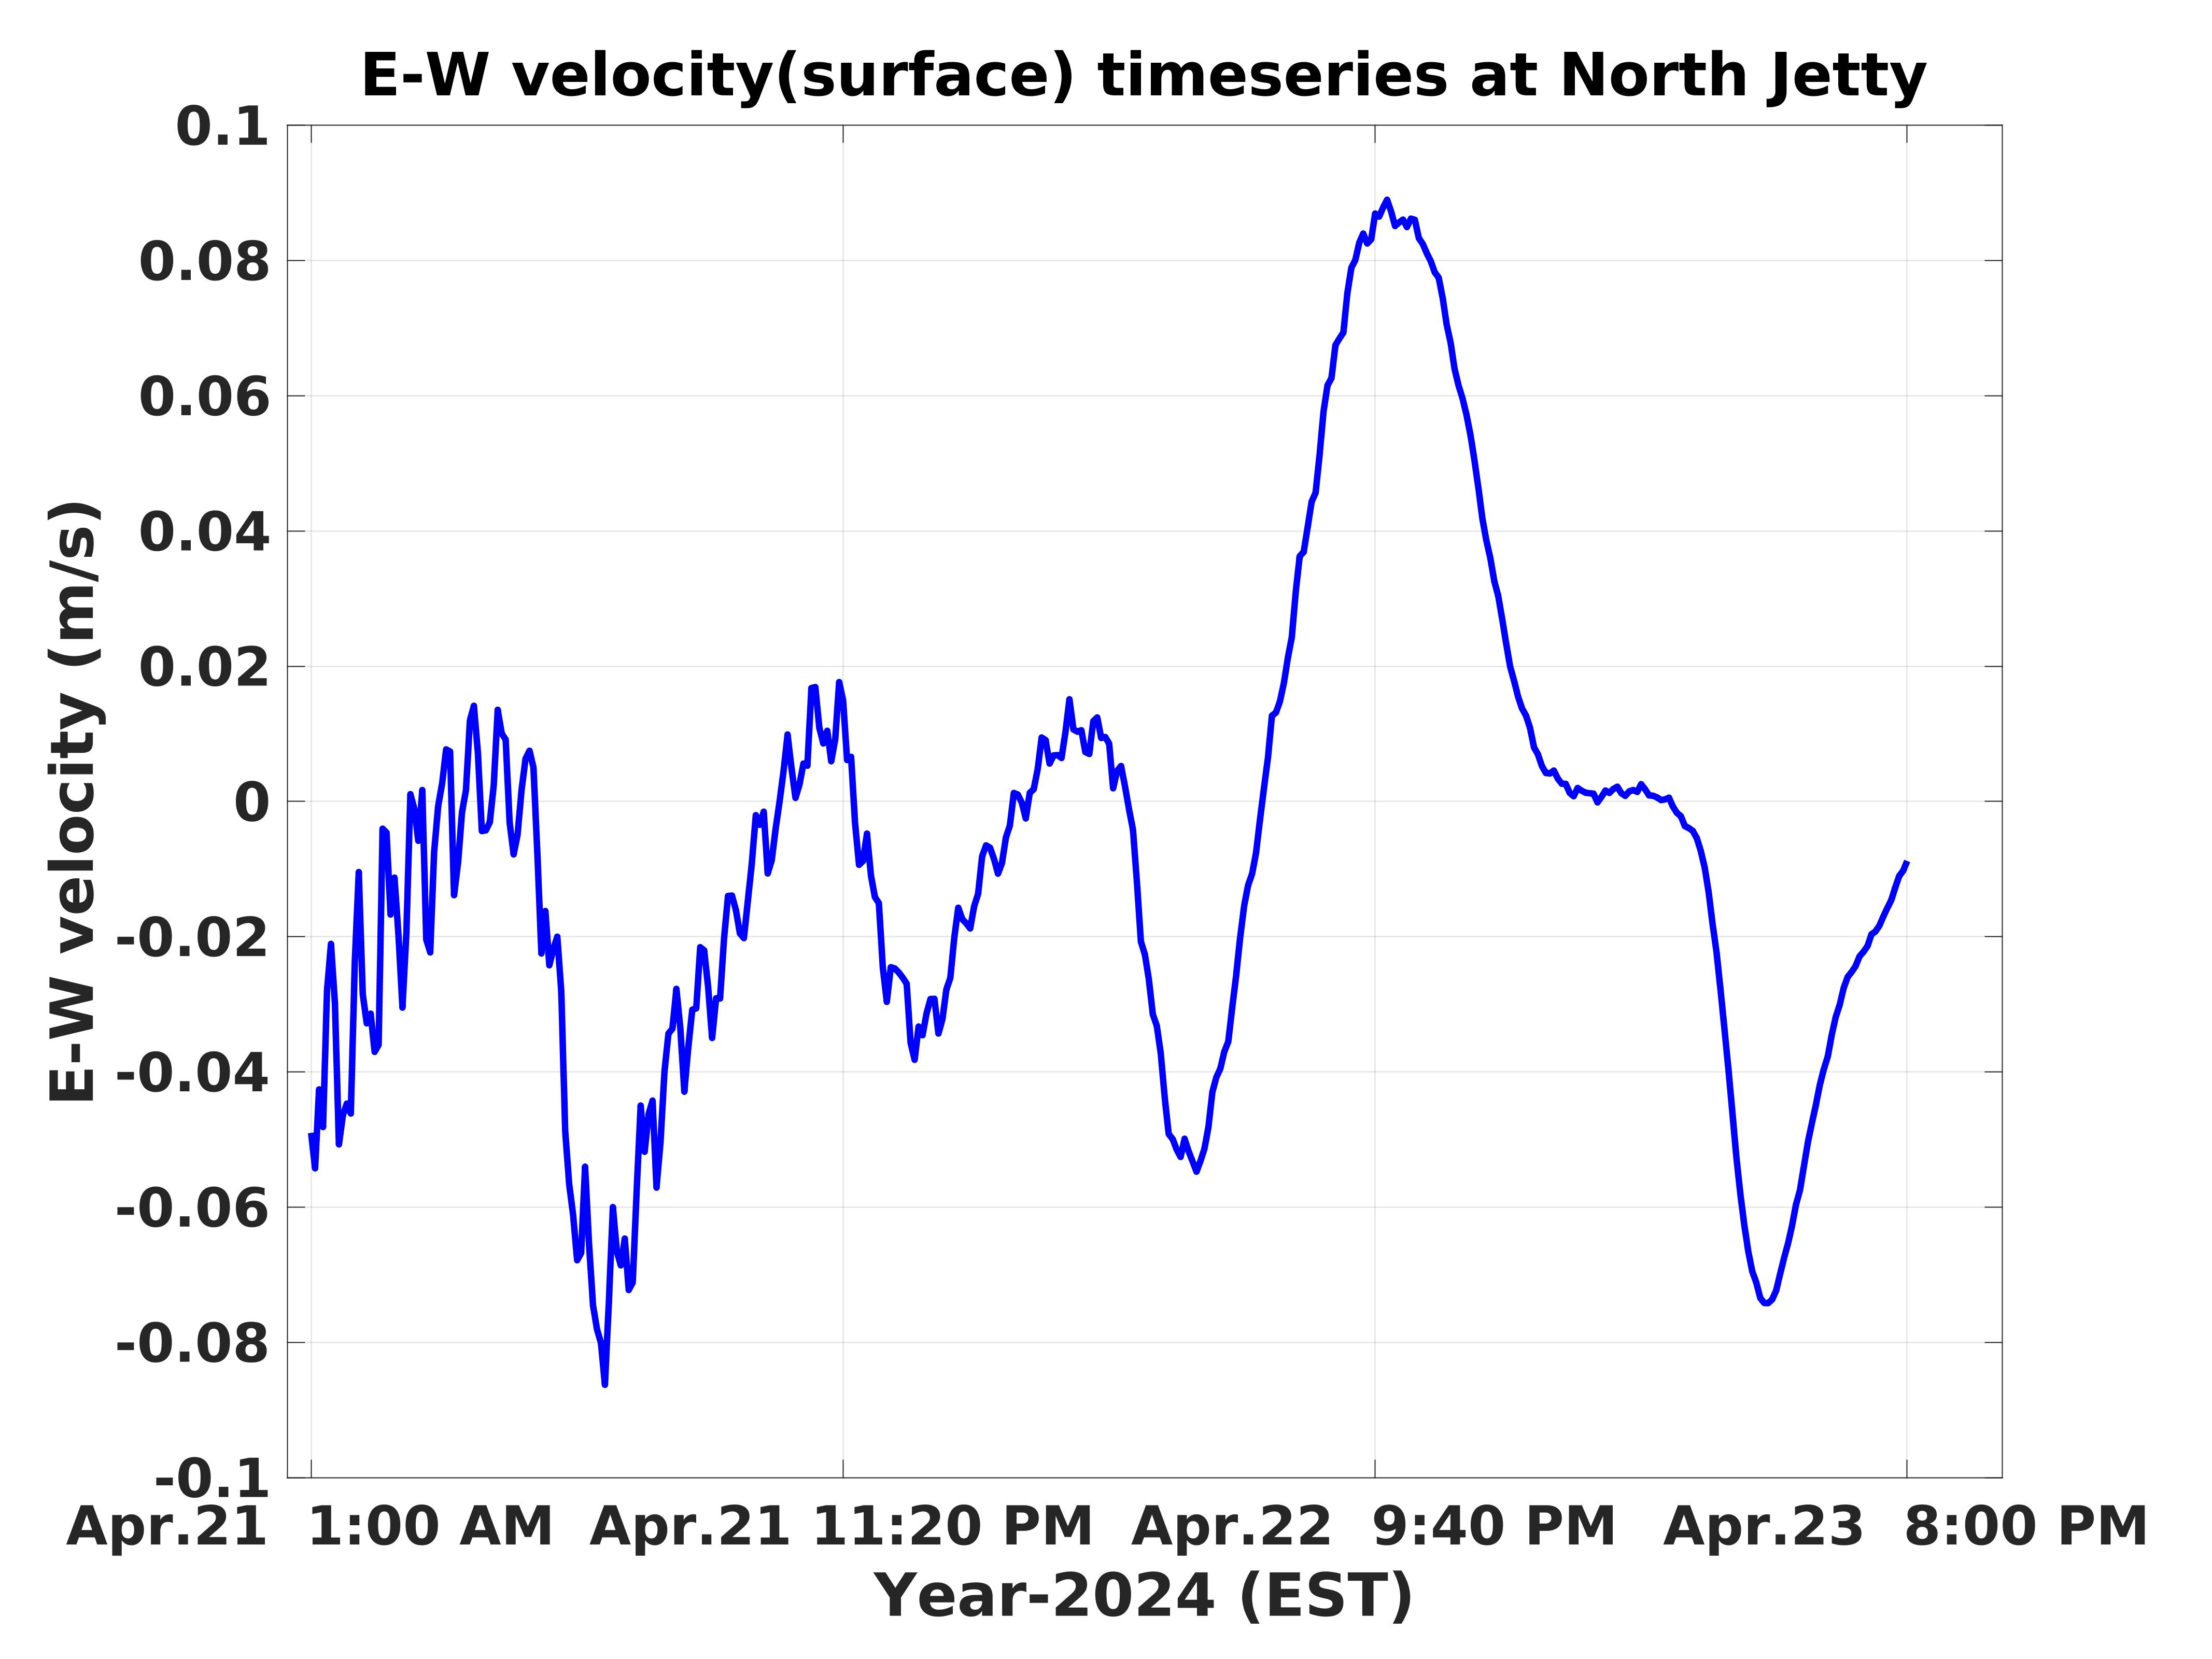 E-W velocity(surface) timeseries at North Jetty
0.1
0.08
0.06
0.04
0.02
0
-0.02
-0.04
-0.06
-0.08
-0.1
E-W velocity (m/s)
Apr.21 1:00 AM Apr.21 11:20 PM Apr.22 9:40 PM Apr.23 8:00 PM
Year-2024 (EST)